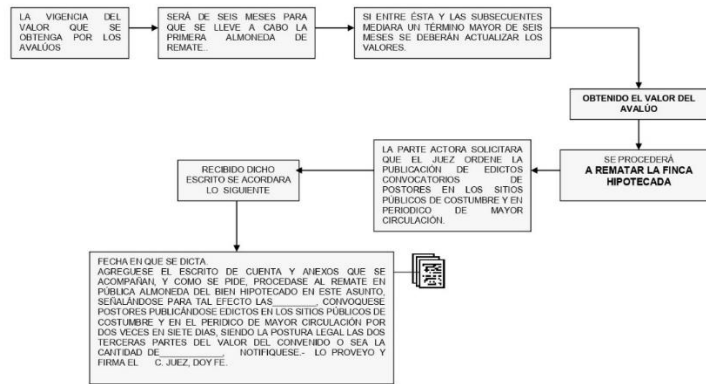 LA VIGENCIA DEL
VALOR QUE SE
OBTENGA POR LOS
AVALÚOS
SERÁ DE SEIS MESES PARA
QUE SE LLEVE A CABO LA
PRIMERA ALMONEDA DE
REMATE..
SI ENTRE ÉSTA Y LAS SUBSECUENTES
MEDIARA UN TÉRMINO MAYOR DE SEIS
MESES SE DEBERÁN ACTUALIZAR LOS
VALORES.
OBTENIDO EL VALOR DEL
AVALÚO
SE PROCEDERÁ
A REMATAR LA FINCA
HIPOTECADA
LA PARTE ACTORA SOLICITARA
QUE EL JUEZ ORDENE LA
PUBLICACIÓN DE EDICTOS
CONVOCATORIOS DE
POSTORES EN LOS SITIOS
PÚBLICOS DE COSTUMBRE Y EN
PERIODICO DE MAYOR
CIRCULACIÓN.
RECIBIDO DICHO
ESCRITO SE ACORDARA
LO SIGUIENTE
FECHA EN QUE SE DICTA.
AGREGUESE EL ESCRITO DE CUENTA Y ANEXOS QUE SE
ACOMPAÑAN, Y COMO SE PIDE, PROCEDASE AL REMATE EN
PÚBLICA ALMONEDA DEL BIEN HIPOTECADO EN ESTE ASUNTO,
SEÑALÁNDOSE PARA TAL EFECTO LAS________, CONVOQUESE
POSTORES PUBLICÁNDOSE EDICTOS EN LOS SITIOS PÚBLICOS DE
COSTUMBRE Y EN EL PERIDICO DE MAYOR CIRCULACIÓN POR
DOS VECES EN SIETE DIAS, SIENDO LA POSTURA LEGAL LAS DOS
TERCERAS PARTES DEL VALOR DEL CONVENIDO O SEA LA
CANTIDAD DE____________, NOTIFIQUESE.- LO PROVEYO Y
FIRMA EL C. JUEZ, DOY FE.